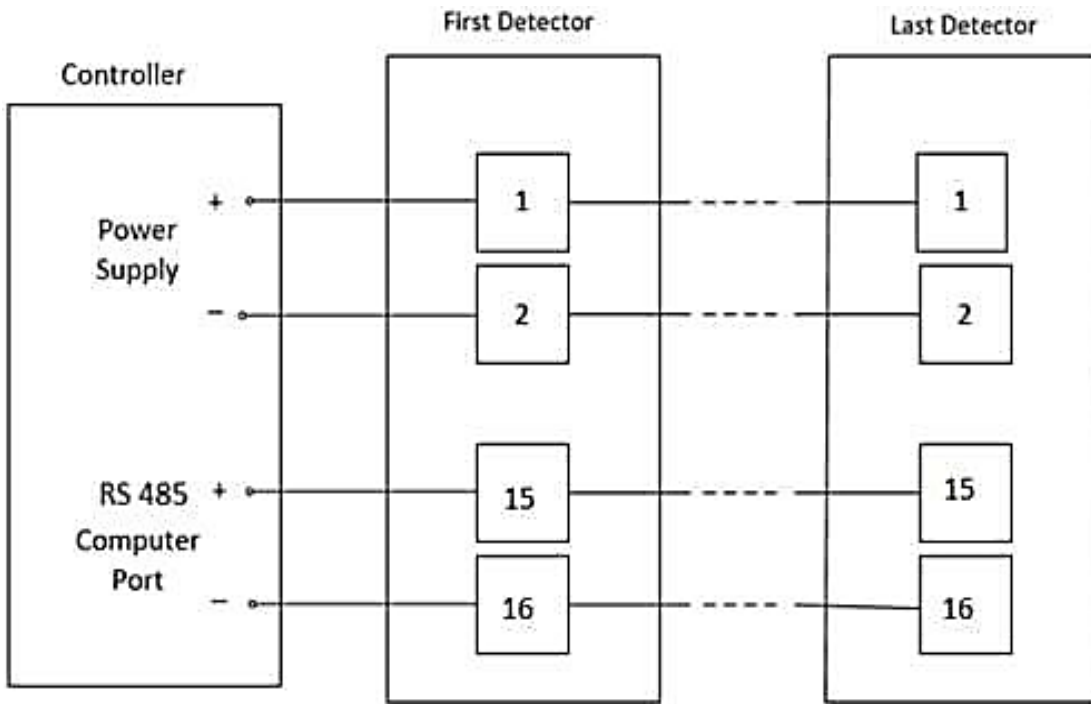 First Detector
Last Detector
Controller
+
1
1
Power
Supply
−
2
2
RS 485
+
15
15
Computer
Port
−
16
16